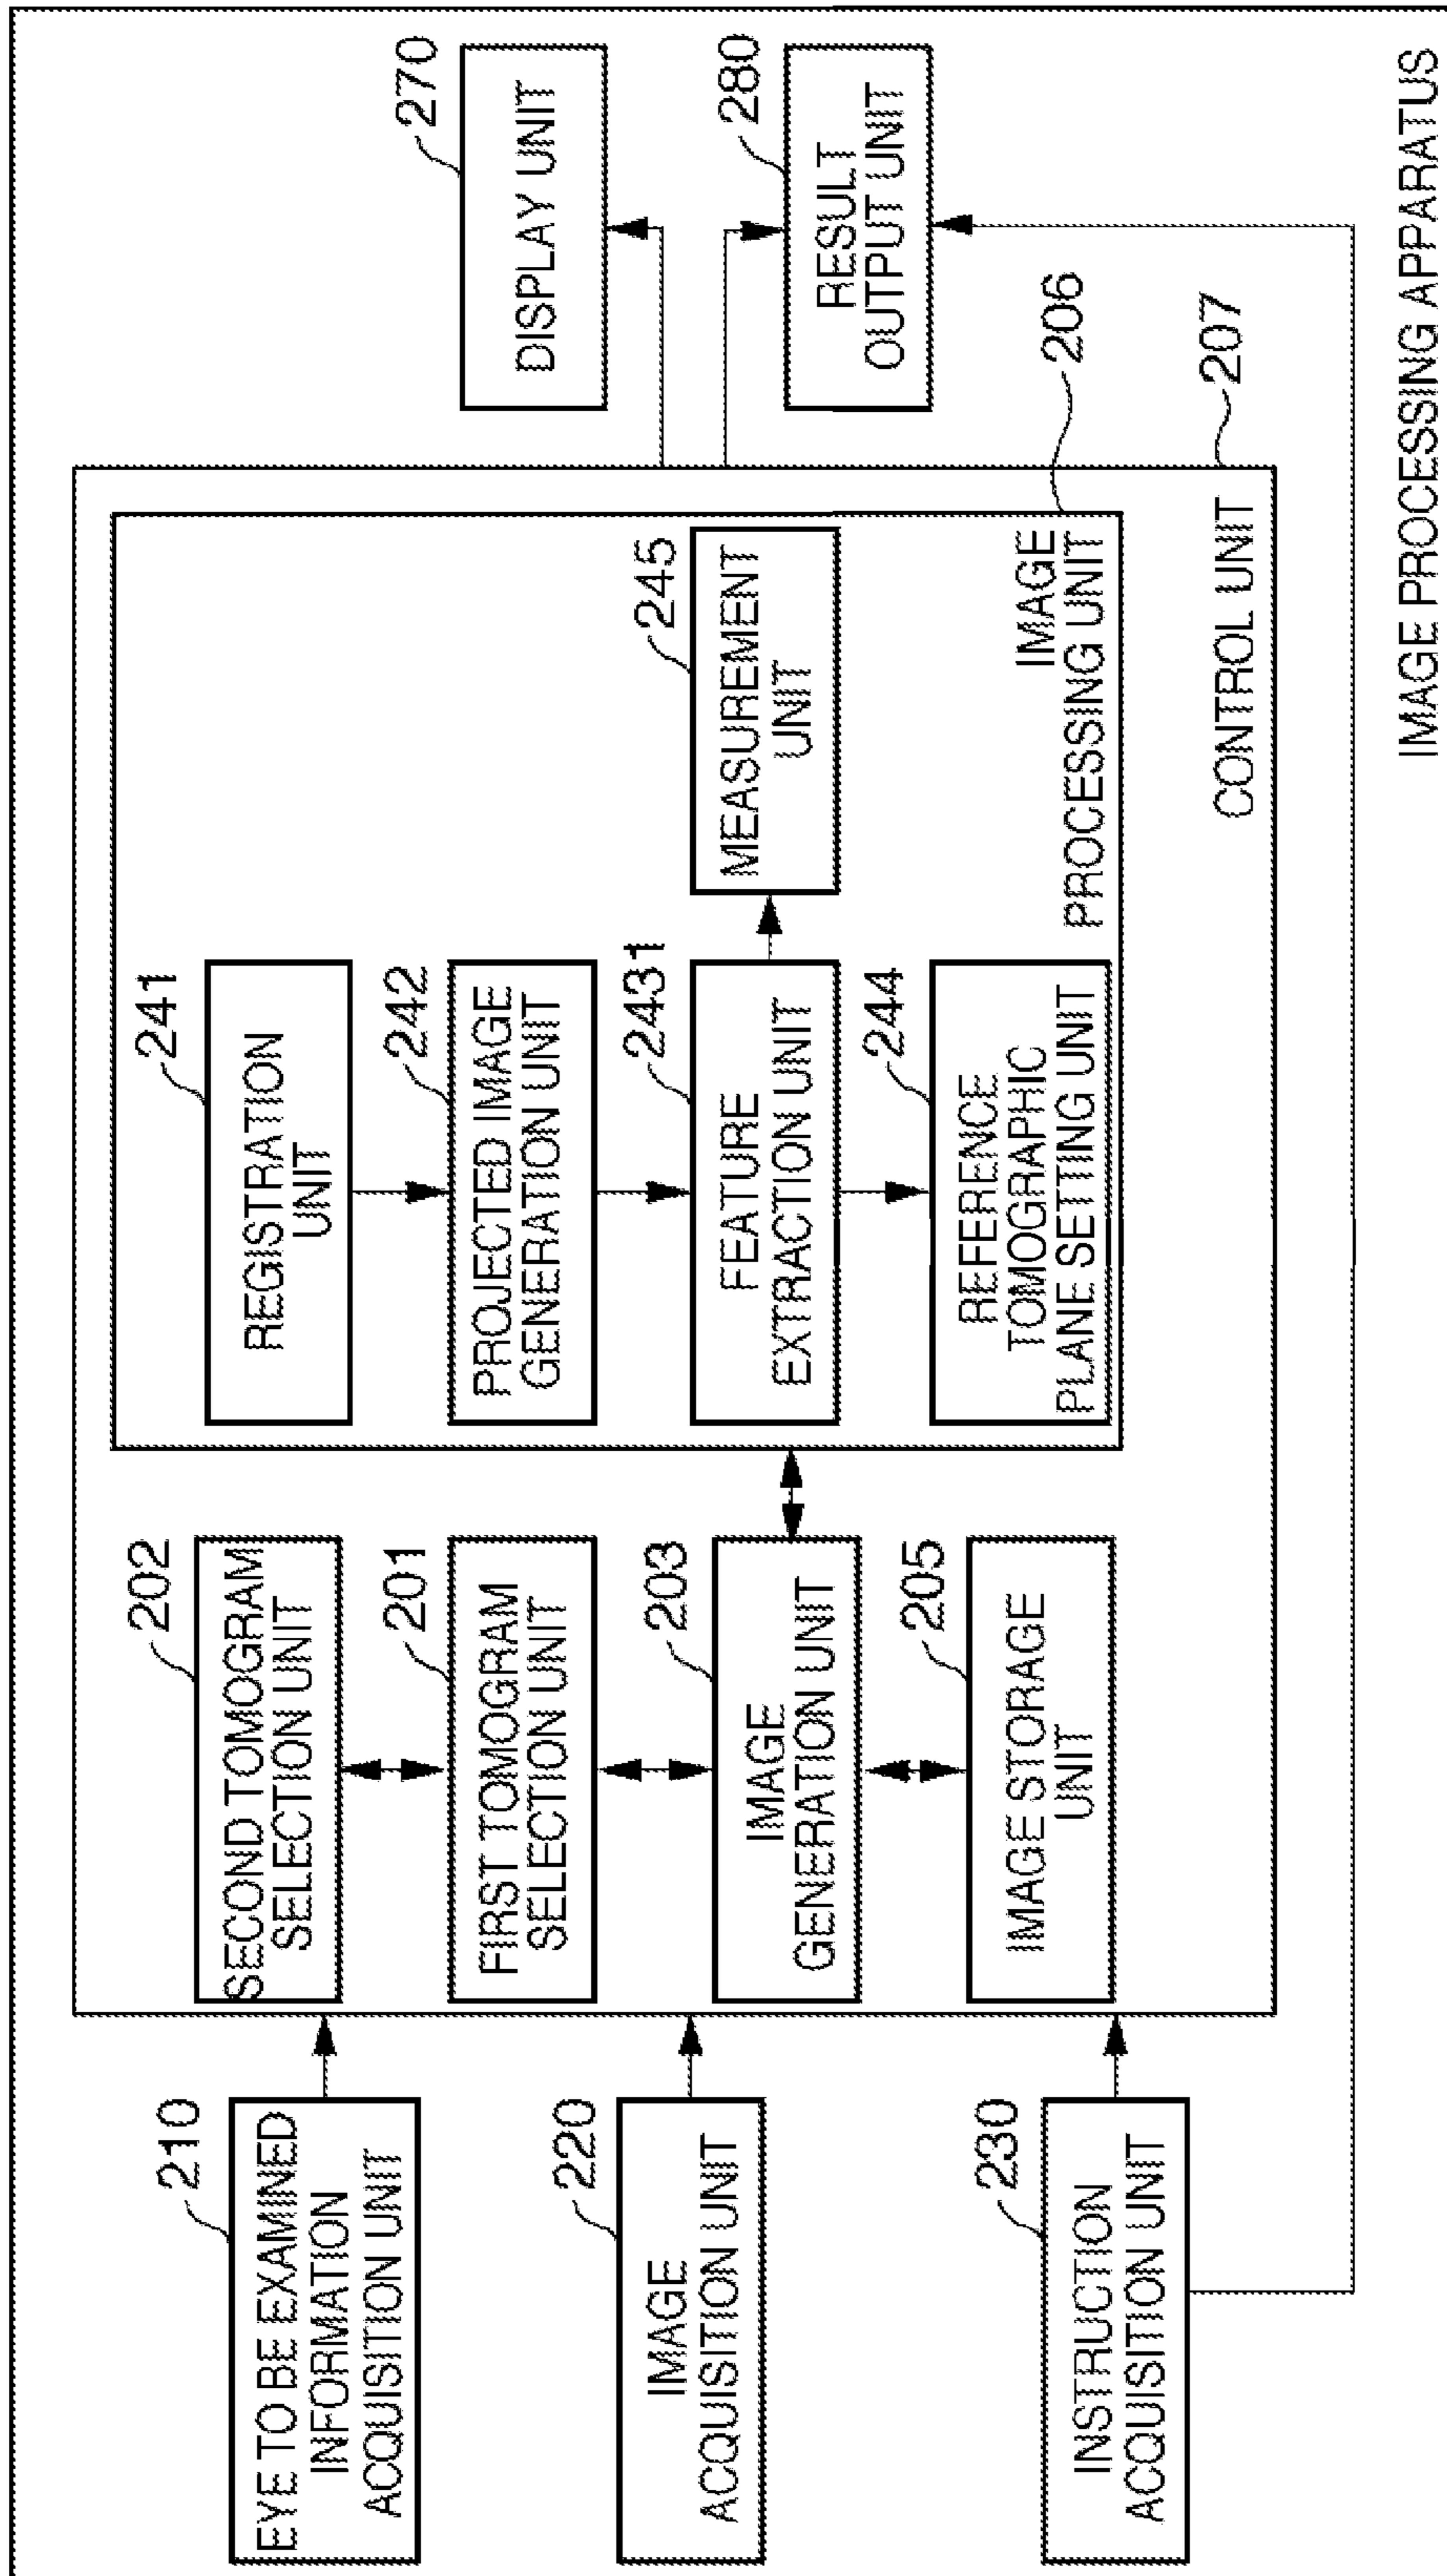 210
EYE TO BE EXAMINED
INFORMATION
ACQUISITION UNIT
220
IMAGE
ACQUISITION UNIT
230
INSTRUCTION
ACQUISITION UNIT
202
SECOND TOMOGRAM
SELECTION UNIT
201
FIRST TOMOGRAM
SELECTION UNIT
203
IMAGE
GENERATION UNIT
205
IMAGE STORAGE
UNIT
241
REGISTRATION
UNIT
242
PROJECTED IMAGE
GENERATION UNIT
2431
FEATURE
EXTRACTION UNIT
244
REFERENCE
TOMOGRAPHIC
PLANE SETTING UNIT
245
MEASUREMENT
UNIT
IMAGE
PROCESSING UNIT
206
CONTROL UNIT
207
270
DISPLAY UNIT
280
RESULT
OUTPUT UNIT
IMAGE PROCESSING APPARATUS